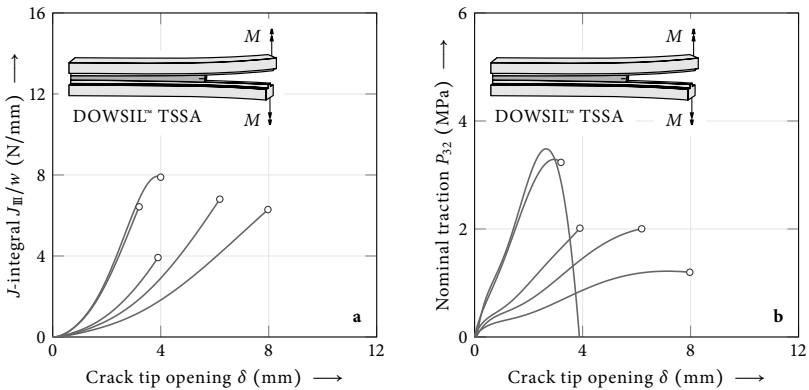 16
12
8
4
0
0
4
8
12
J-integral J_Ⅲ/w (N/mm) ⟶
Crack tip opening δ (mm) ⟶
M
M
DOWSIL™ TSSA
a
6
4
2
0
0
4
8
12
Nominal traction P₃₂ (MPa) ⟶
Crack tip opening δ (mm) ⟶
M
M
DOWSIL™ TSSA
b